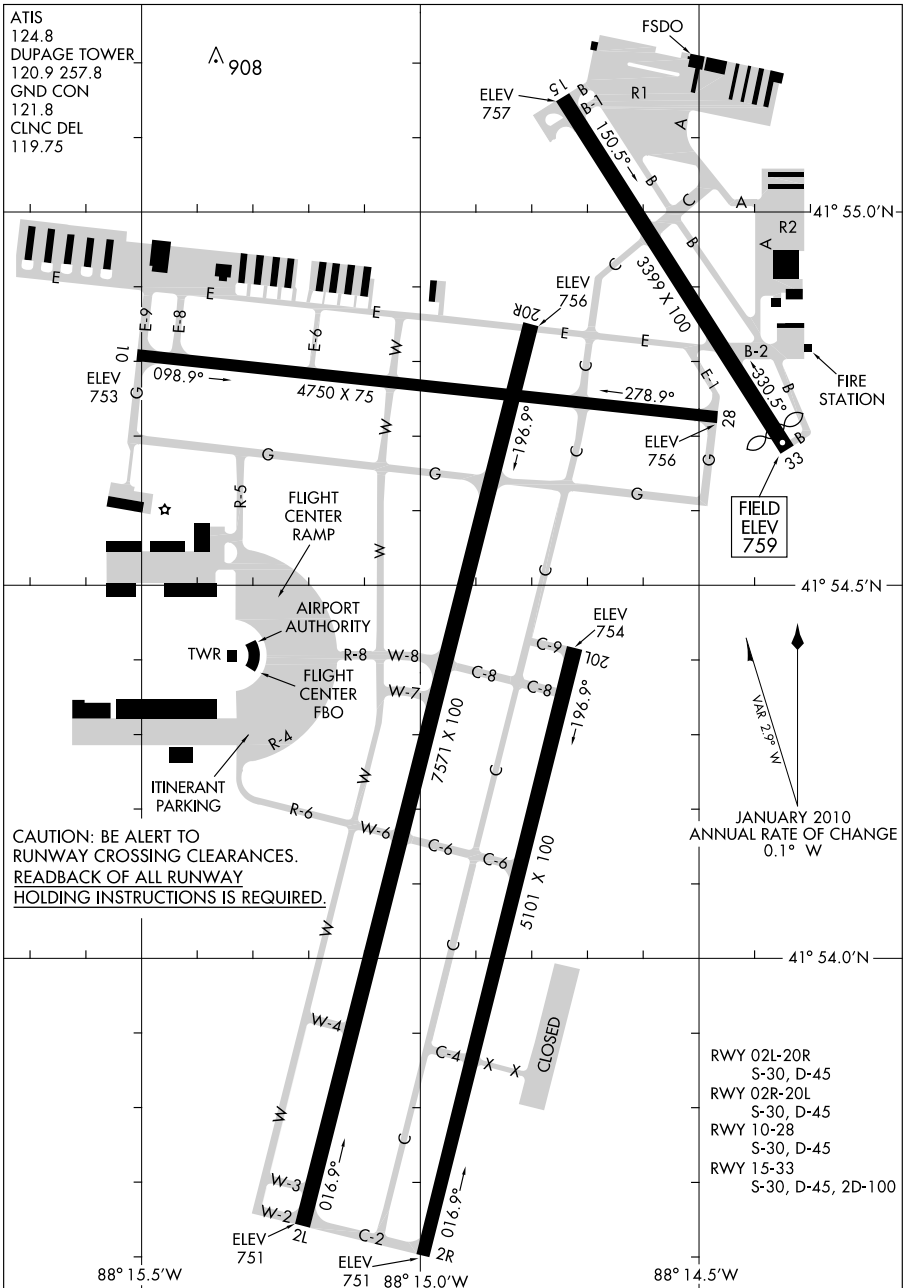 ATIS
124.8
DUPAGE TOWER
120.9 257.8
GND CON
121.8
CLNC DEL
119.75
908
FSDO
R1
ELEV
757
15
B
B-1
150.5°
A
B
C
A
41° 55.0'N
R2
A
B
C
3399 X 100
E
E
E
E-9
E-8
E-6
W
20R
ELEV
756
E
E
C
E-1
B-2
330.5°
B
FIRE
STATION
10
ELEV
753
098.9°
4750 X 75
278.9°
28
ELEV
756
G
W
196.9°
C
G
B
33
FIELD
ELEV
759
G
G
G
R-5
FLIGHT
CENTER
RAMP
W
C
41° 54.5'N
AIRPORT
AUTHORITY
TWR
R-8
W-8
FLIGHT
CENTER
FBO
W-7
C-9
ELEV
754
20L
C-8
C-8
196.9°
VAR 2.9° W
R-4
7571 X 100
C
W
ITINERANT
PARKING
R-6
W-6
C-6
C-6
JANUARY 2010
ANNUAL RATE OF CHANGE
0.1° W
CAUTION: BE ALERT TO
RUNWAY CROSSING CLEARANCES.
READBACK OF ALL RUNWAY
HOLDING INSTRUCTIONS IS REQUIRED.
5101 X 100
W
C
41° 54.0'N
W-4
C-4
X
X
CLOSED
W
C
RWY 02L-20R
S-30, D-45
RWY 02R-20L
S-30, D-45
RWY 10-28
S-30, D-45
RWY 15-33
S-30, D-45, 2D-100
W-3
016.9°
016.9°
W-2
2L
C-2
2R
ELEV
751
ELEV
751
88° 15.5'W
88° 15.0'W
88° 14.5'W